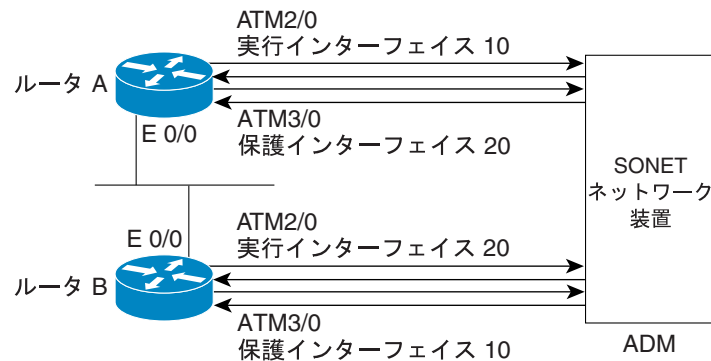 ATM2/0
実行インターフェイス 10
ルータ A
E 0/0
ATM3/0
保護インターフェイス 20
SONET
ネットワーク
装置
E 0/0
ATM2/0
実行インターフェイス 20
ルータ B
ATM3/0
保護インターフェイス 10
ADM